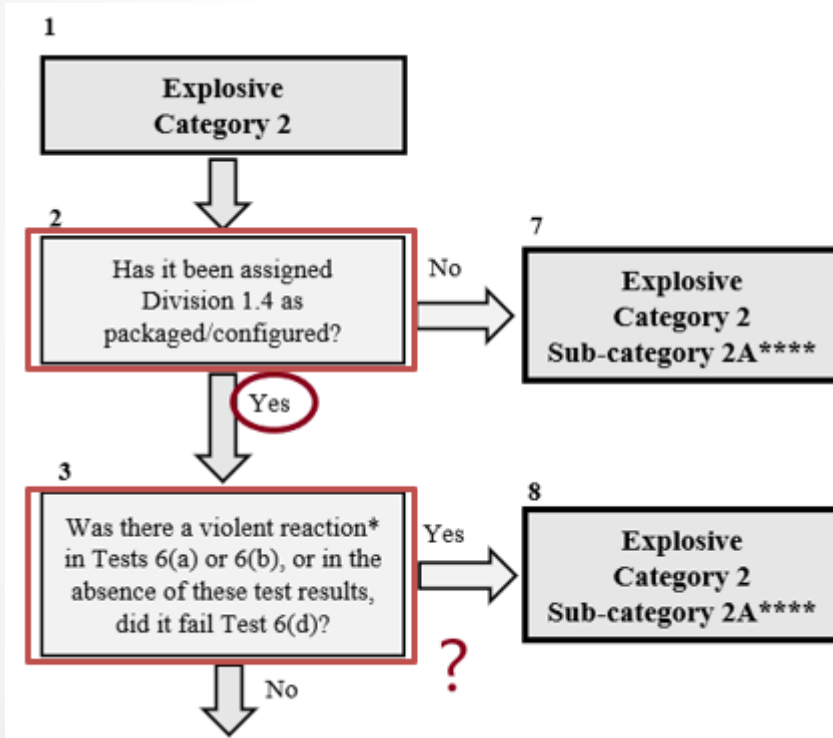 1
Explosive
Category 2
2
Has it been assigned
Division 1.4 as
packaged/configured?
No
7
Explosive
Category 2
Sub-category 2A****
Yes
3
Was there a violent reaction*
in Tests 6(a) or 6(b), or in the
absence of these test results,
did it fail Test 6(d)?
Yes
8
Explosive
Category 2
Sub-category 2A****
?
No